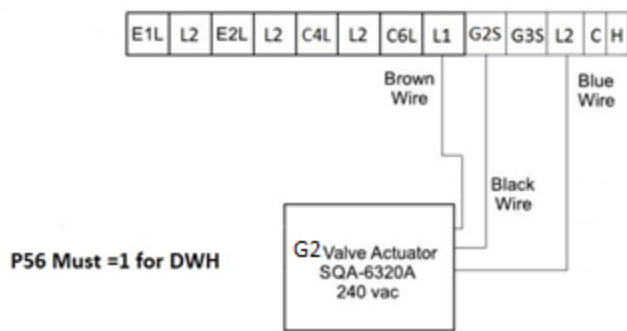 E1L L2 E2L L2 C4L L2 C6L L1 G2S G3S L2 C H
Brown
Wire
Blue
Wire
Black
Wire
G2 Valve Actuator
SQA-6320A
240 vac
P56 Must =1 for DWH